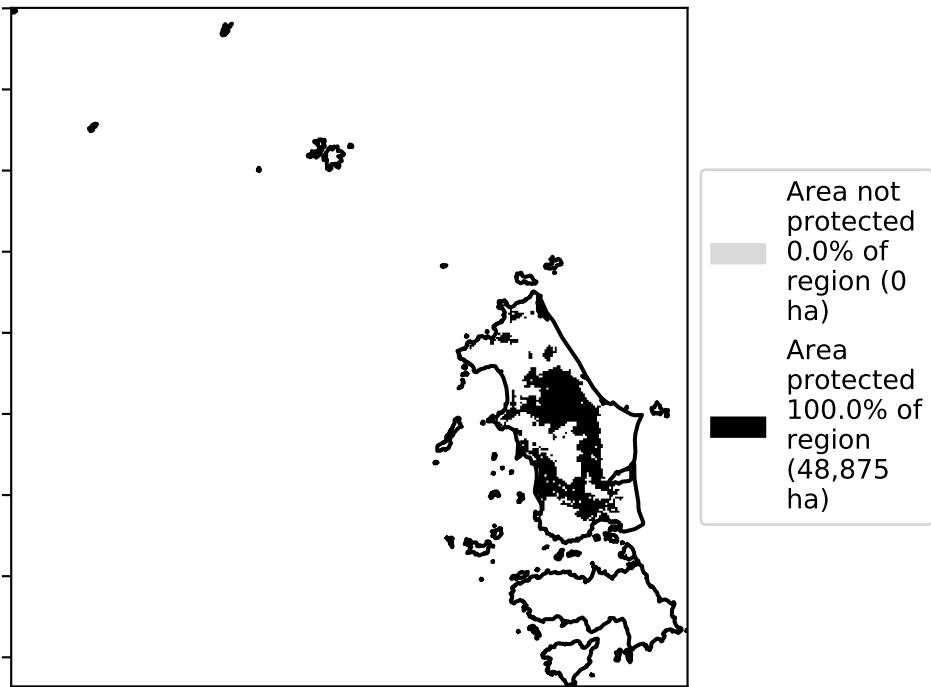 Area not
protected
0.0% of
region (0
ha)
Area
protected
100.0% of
region
(48,875
ha)